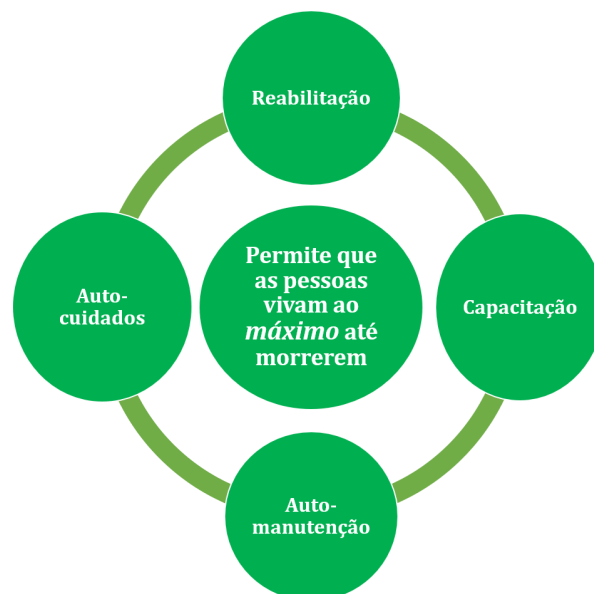 Reabilitação
Permite que
as pessoas
vivam ao
máximo até
morrerem
Auto-
cuidados
Capacitação
Auto-
manutenção